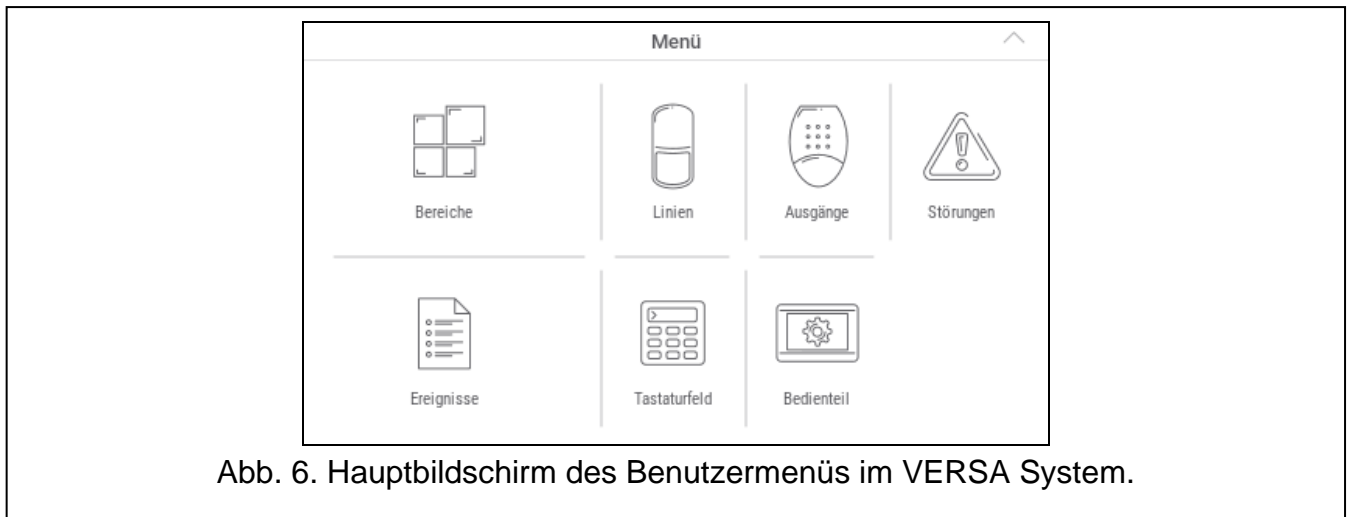 Menü
Bereiche
Linien
Ausgänge
Störungen
Ereignisse
Tastaturfeld
Bedienteil
Abb. 6. Hauptbildschirm des Benutzermenüs im VERSA System.